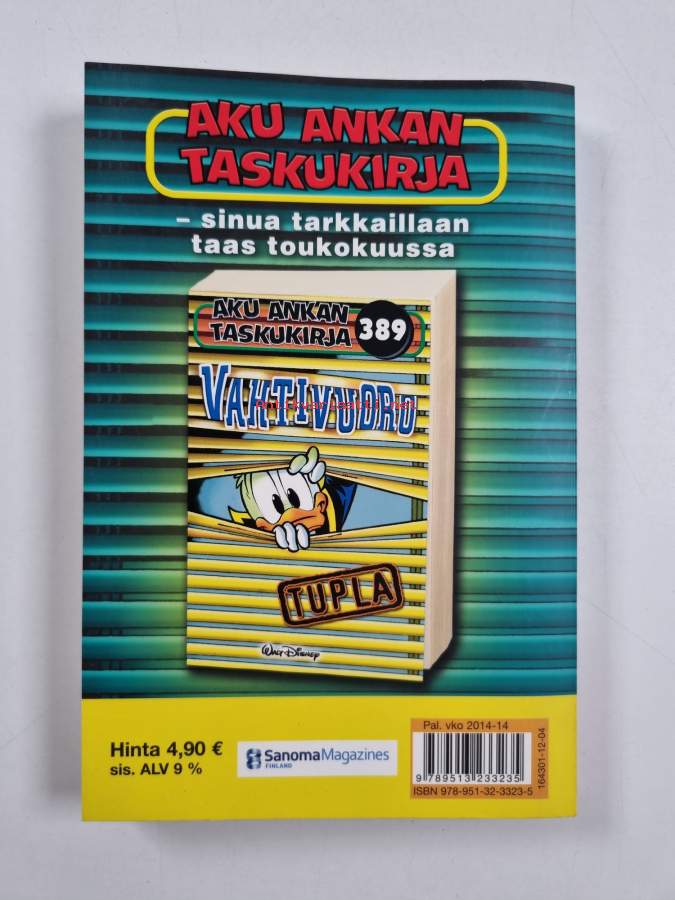 AKU ANKAN
TASKUKIRJA
– sinua tarkkaillaan
taas toukokuussa
AKU ANKAN
TASKUKIRJA
389
VAHTIVUORO
Antikvariaatti.net
TUPLA
Walt Disney
Hinta 4,90 €
sis. ALV 9 %
SanomaMagazines
FINLAND
Pal. vko 2014-14
9 789513 233235
ISBN 978-951-32-3323-5
164301-12-04